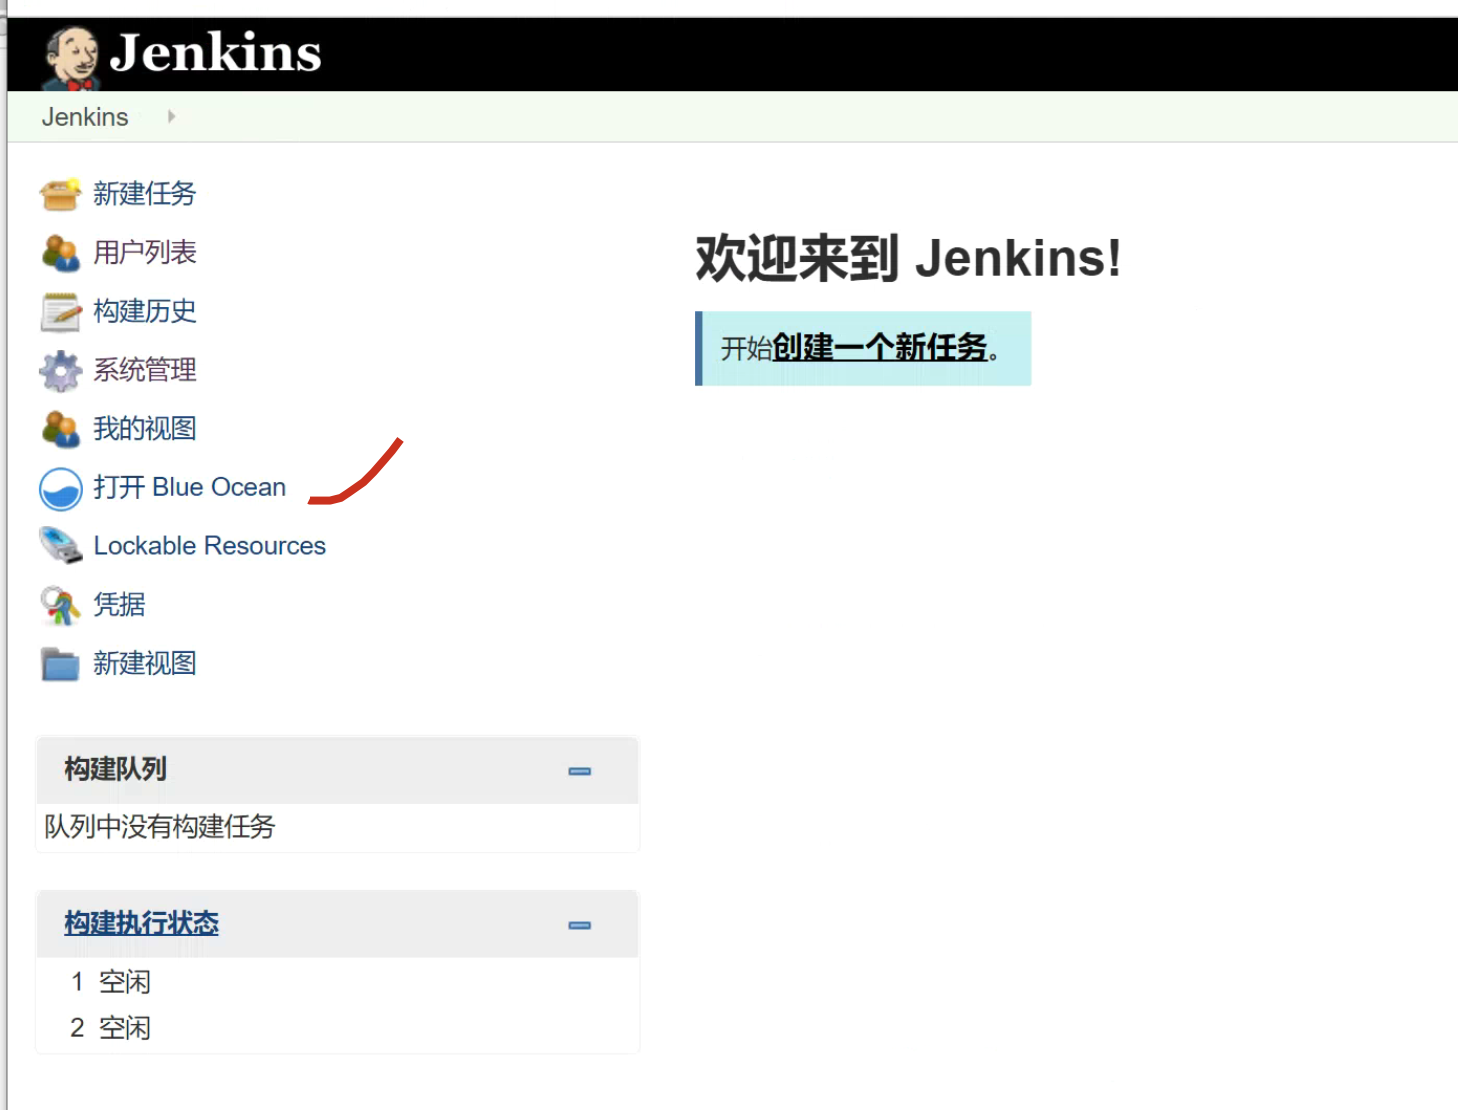 Jenkins
Jenkins
新建任务
用户列表
构建历史
系统管理
我的视图
打开 Blue Ocean
Lockable Resources
凭据
新建视图
欢迎来到 Jenkins!
开始创建一个新任务。
构建队列
队列中没有构建任务
构建执行状态
1 空闲
2 空闲